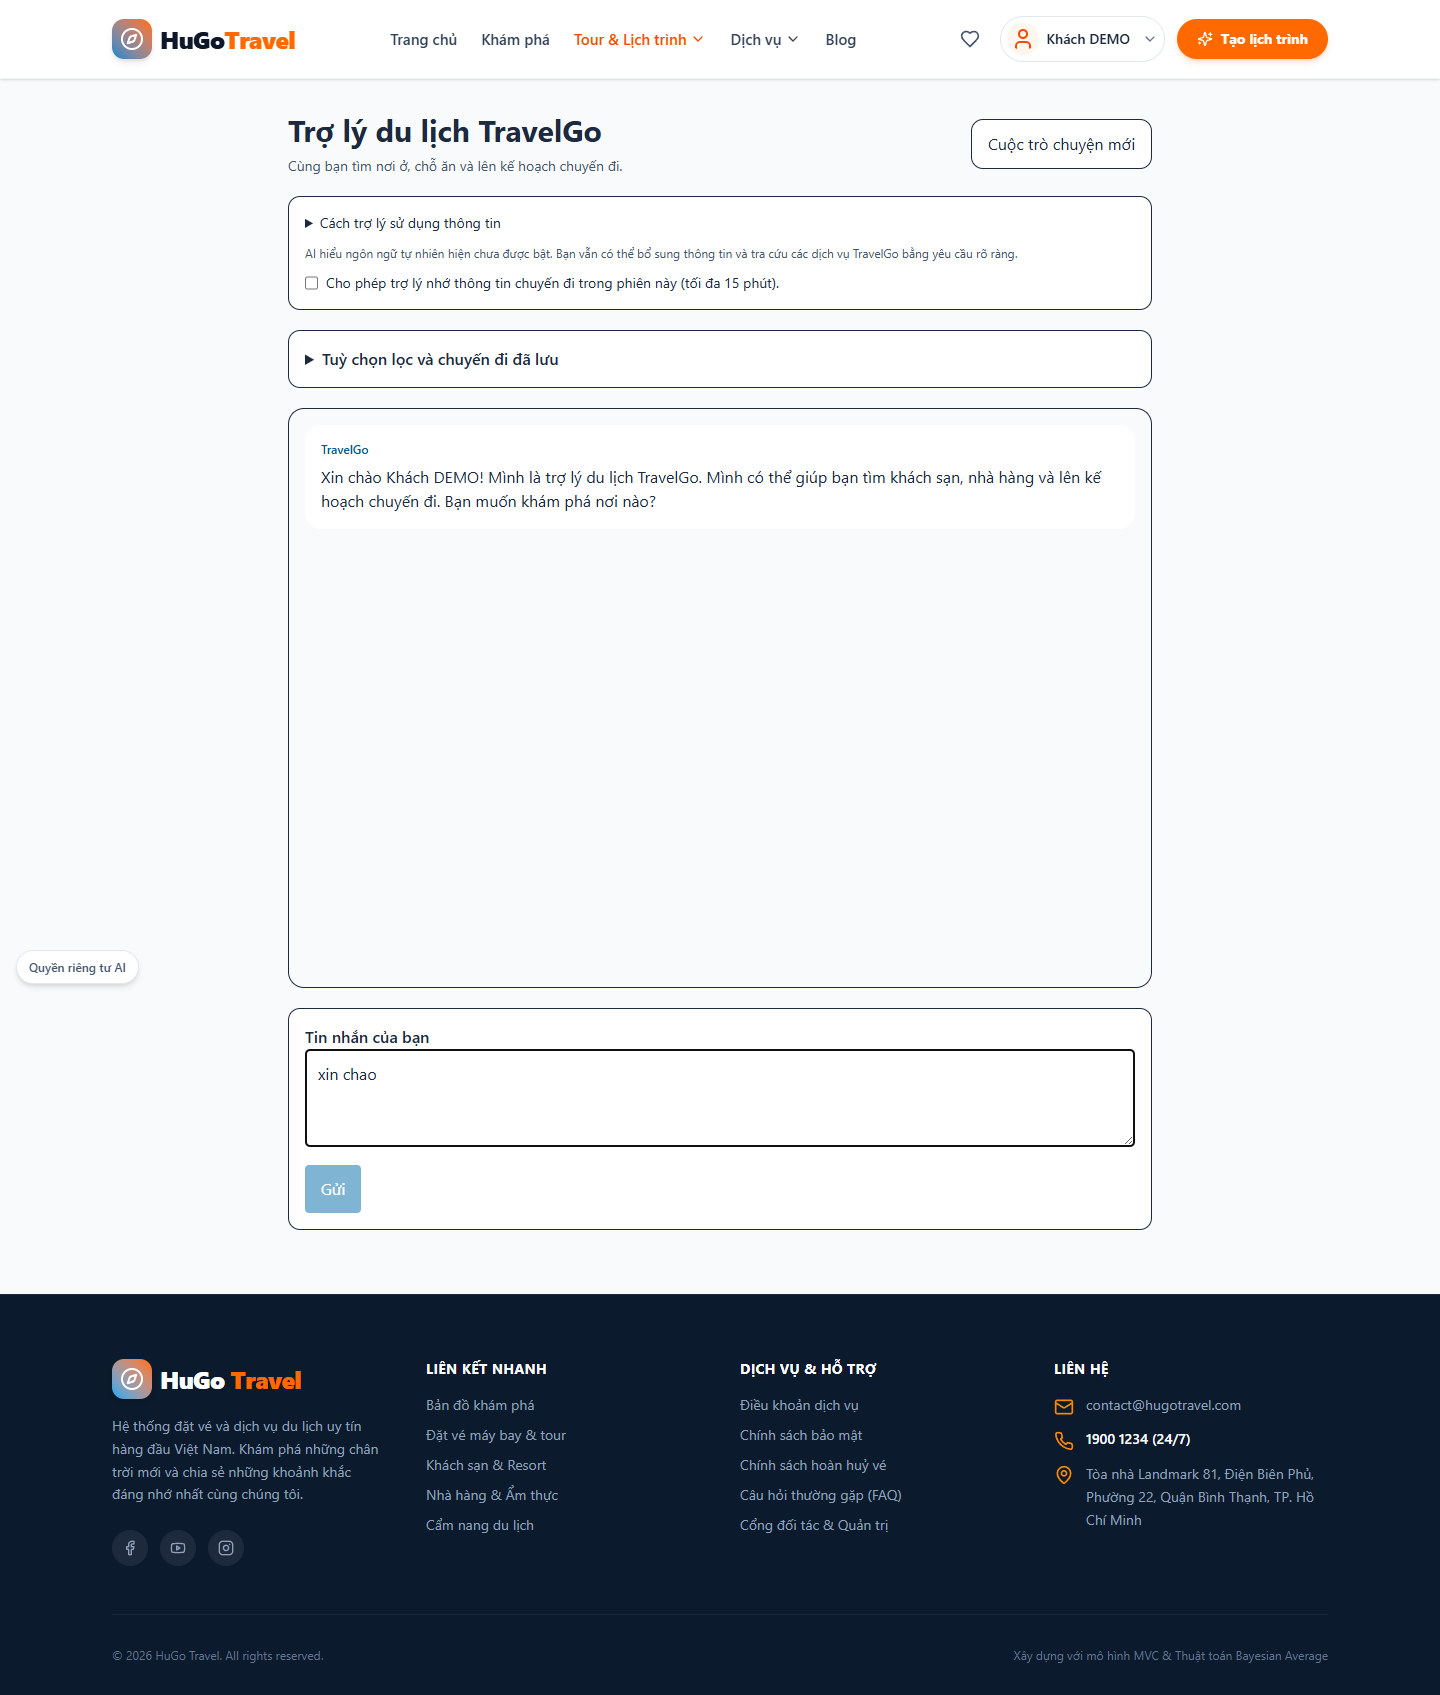 HuGoTravel
Trang chủ
Khám phá
Tour & Lịch trình
Dịch vụ
Blog
Khách DEMO
Tạo lịch trình
Trợ lý du lịch TravelGo
Cùng bạn tìm nơi ở, chỗ ăn và lên kế hoạch chuyến đi.
Cuộc trò chuyện mới
Cách trợ lý sử dụng thông tin
AI hiểu ngôn ngữ tự nhiên hiện chưa được bật. Bạn vẫn có thể bổ sung thông tin và tra cứu các dịch vụ TravelGo bằng yêu cầu rõ ràng.
Cho phép trợ lý nhớ thông tin chuyến đi trong phiên này (tối đa 15 phút).
Tuỳ chọn lọc và chuyến đi đã lưu
TravelGo
Xin chào Khách DEMO! Mình là trợ lý du lịch TravelGo. Mình có thể giúp bạn tìm khách sạn, nhà hàng và lên kế
hoạch chuyến đi. Bạn muốn khám phá nơi nào?
Quyền riêng tư AI
Tin nhắn của bạn
xin chao
Gửi
HuGo Travel
Hệ thống đặt vé và dịch vụ du lịch uy tín
hàng đầu Việt Nam. Khám phá những chân
trời mới và chia sẻ những khoảnh khắc
đáng nhớ nhất cùng chúng tôi.
LIÊN KẾT NHANH
Bản đồ khám phá
Đặt vé máy bay & tour
Khách sạn & Resort
Nhà hàng & Ẩm thực
Cẩm nang du lịch
DỊCH VỤ & HỖ TRỢ
Điều khoản dịch vụ
Chính sách bảo mật
Chính sách hoàn huỷ vé
Câu hỏi thường gặp (FAQ)
Cổng đối tác & Quản trị
LIÊN HỆ
contact@hugotravel.com
1900 1234 (24/7)
Tòa nhà Landmark 81, Điện Biên Phủ,
Phường 22, Quận Bình Thạnh, TP. Hồ
Chí Minh
© 2026 HuGo Travel. All rights reserved.
Xây dựng với mô hình MVC & Thuật toán Bayesian Average